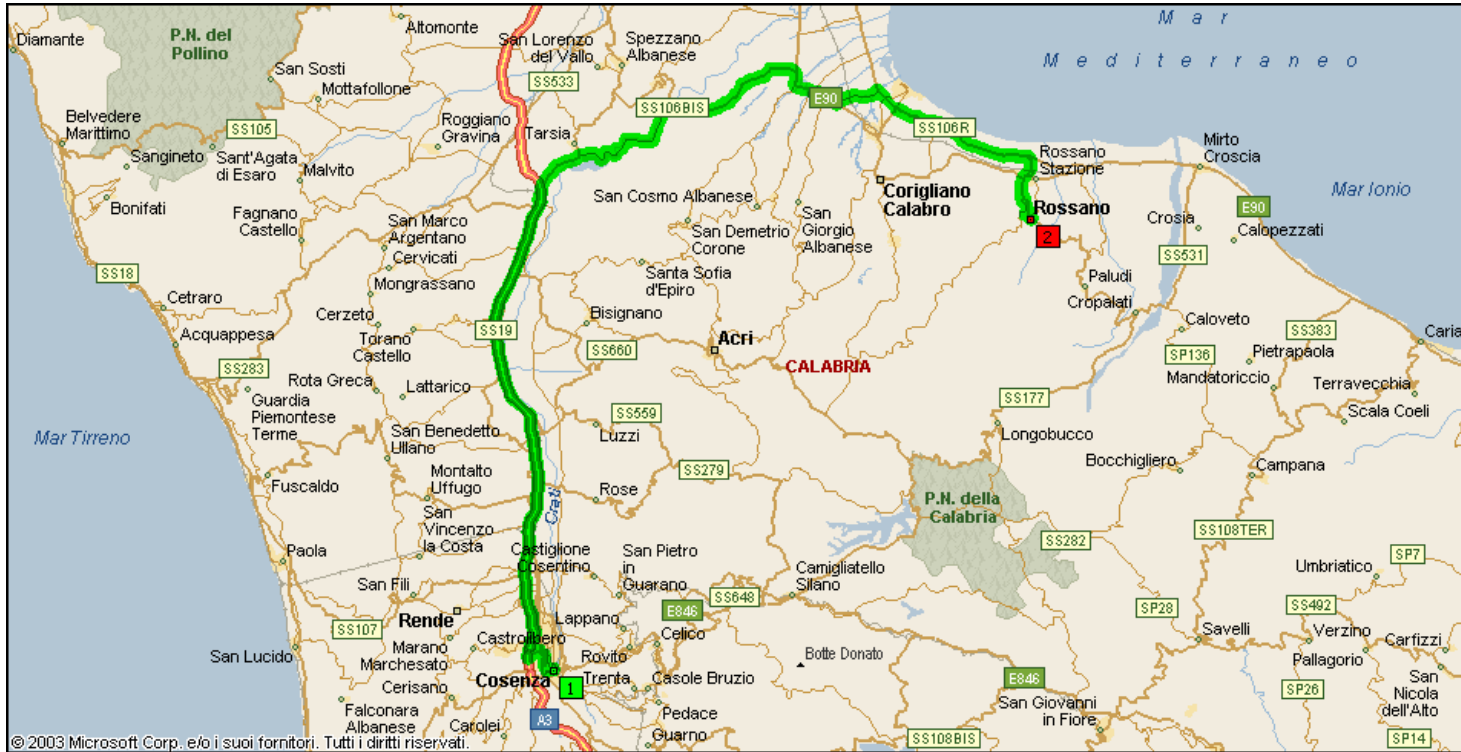 Mar
Mediterraneo
P.N. del
Pollino
Altomonte
Diamante
San Lorenzo
del Vallo
Spezzano
Albanese
San Sosti
Mottafollone
SS533
SS106BIS
E90
Belvedere
Marittimo
SS105
Roggiano
Gravina
Tarsia
SS106R
Mirto
Croscia
Sangineto
Sant'Agata
di Esaro
Malvito
Rossano
Stazione
Mar Ionio
Bonifati
San Cosmo Albanese
Corigliano
Calabro
Fagnano
Castello
San Marco
Argentano
San
Giorgio
Albanese
Rossano
Crosia
E90
San Demetrio
Corone
2
Calopezzati
Cervicati
SS531
SS18
Santa Sofia
d'Epiro
Mongrassano
Paludi
Cropalati
Cetraro
Cerzeto
Bisignano
SS19
Acquappesa
Torano
Castello
Acri
Caloveto
SS383
Caria
SS660
SP136
Pietrapaola
SS283
CALABRIA
Mandatoriccio
Rota Greca
Lattarico
Terravecchia
Guardia
Piemontese
Terme
SS177
Scala Coeli
SS559
Mar Tirreno
San Benedetto
Ullano
Luzzi
Longobucco
Bocchigliero
SS279
Campana
Fuscaldo
Montalto
Uffugo
Rose
P.N. della
Calabria
Crati
San
Vincenzo
la Costa
SS108TER
SS282
Paola
Castiglione
Cosentino
San Pietro
in
Guarano
SP7
Camigliatello
Silano
Umbriatico
San Fili
SS648
E846
SP28
SS492
Rende
Lappano
SS107
Marano
Marchesato
Castrolibero
Celico
Savelli
Verzino
Carfizzi
San Lucido
Rovito
Botte Donato
Pallagorio
Cosenza
1
Trenta
Casole Bruzio
E846
San
Nicola
dell'Alto
Cerisano
SP26
Falconara
Albanese
Carolei
A3
Pedace
San Giovanni
in Fiore
Guarno
SS108BIS
SP14
© 2003 Microsoft Corp. e/o i suoi fornitori. Tutti i diritti riservati.